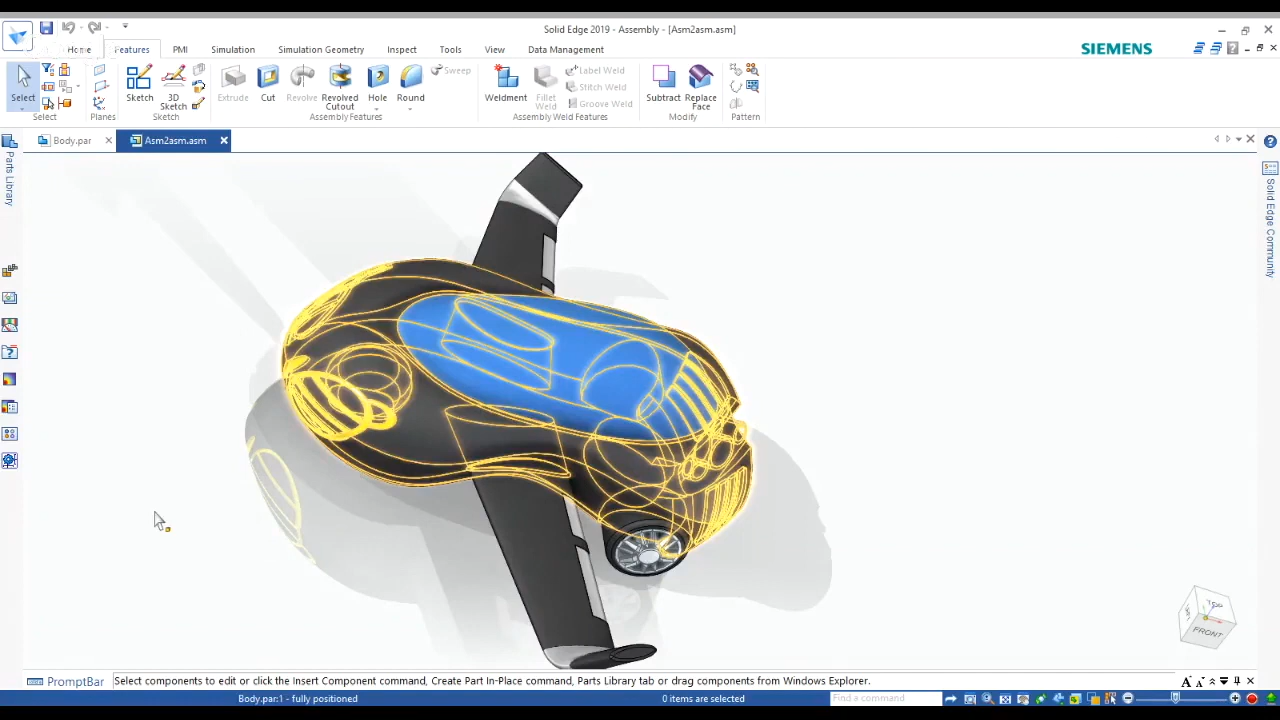 Solid Edge 2019 - Assembly - [Asm2asm.asm]
Home Features PMI Simulation Simulation Geometry Inspect Tools View Data Management SIEMENS
Select
Select
Planes
Sketch 3D Sketch
Sketch
Extrude Cut Revolve Revolved Cutout Hole Round Sweep
Assembly Features
Weldment Fillet Weld Label Weld Stitch Weld Groove Weld
Assembly Weld Features
Subtract Replace Face
Modify
Pattern
Body.par Asm2asm.asm
Parts Library
Solid Edge Community
TOP
FRONT
PromptBar Select components to edit or click the Insert Component command, Create Part In-Place command, Parts Library tab or drag components from Windows Explorer.
Body.par:1 - fully positioned 0 items are selected Find a command